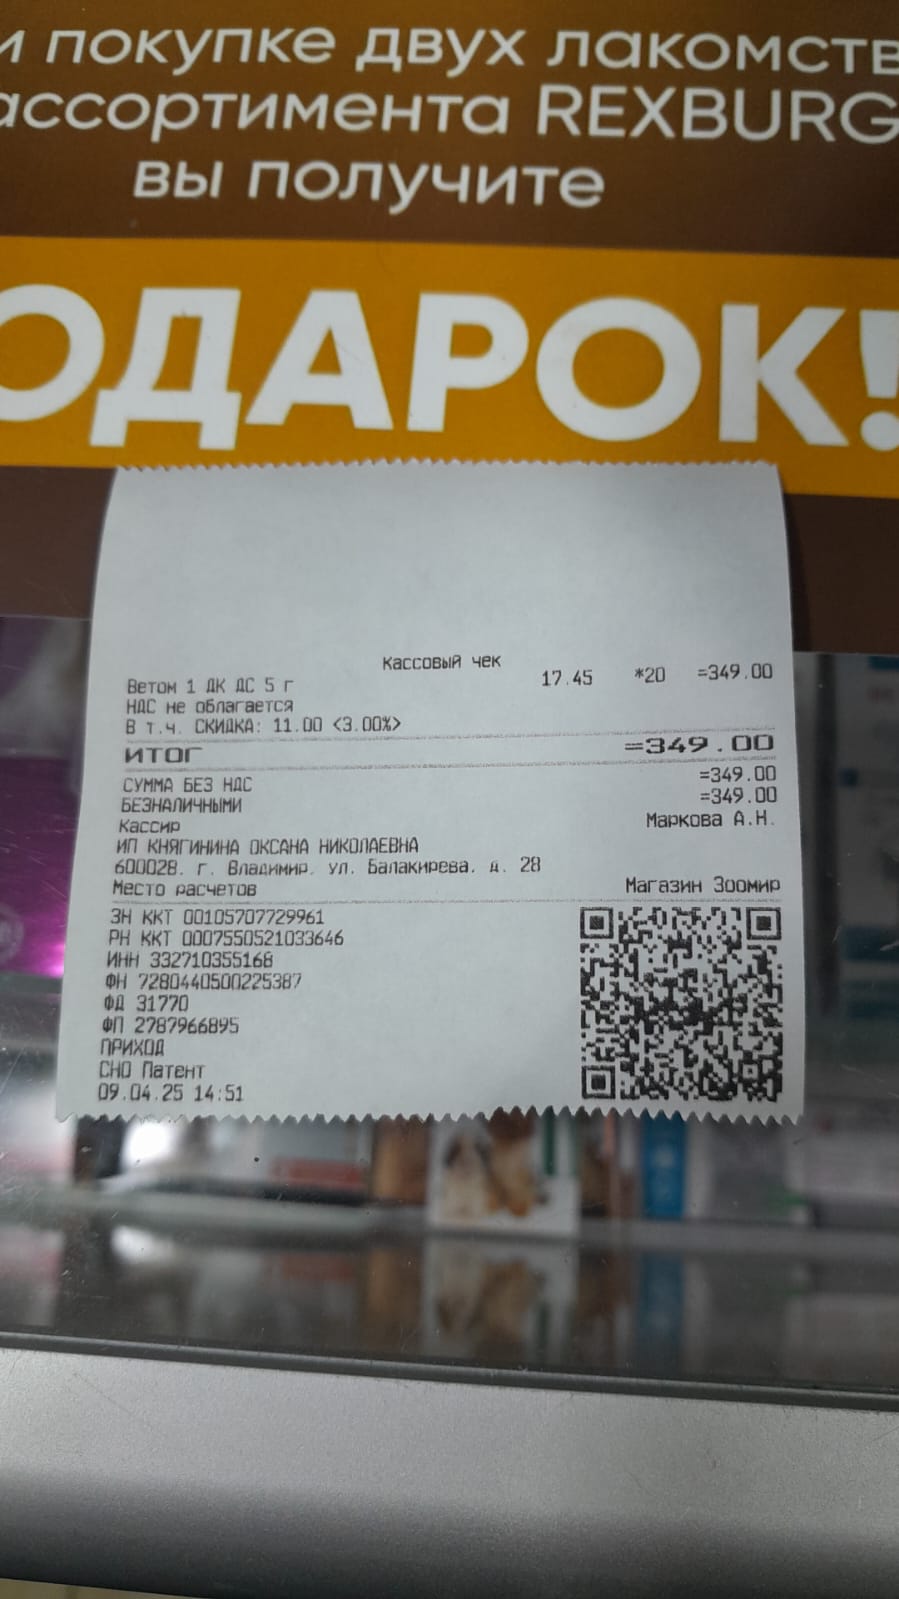 и покупке двух лакомств
ассортимента REXBURG
вы получите
ОДАРОК!
Кассовый чек
Ветом 1 ДК ДС 5 г 17.45 *20 =349.00
НДС не облагается
В т.ч. СКИДКА: 11.00 <3.00%>
ИТОГ =349.00
СУММА БЕЗ НДС =349.00
БЕЗНАЛИЧНЫМИ =349.00
Кассир Маркова А.Н.
ИП КНЯГИНИНА ОКСАНА НИКОЛАЕВНА
600028. г. Владимир. ул. Балакирева. д. 28
Место расчетов Магазин Зоомир
ЗН ККТ 00105707729961
РН ККТ 0007550521033646
ИНН 332710355168
ФН 7280440500225387
ФД 31770
ФП 2787966895
ПРИХОД
СНО Патент
09.04.25 14:51